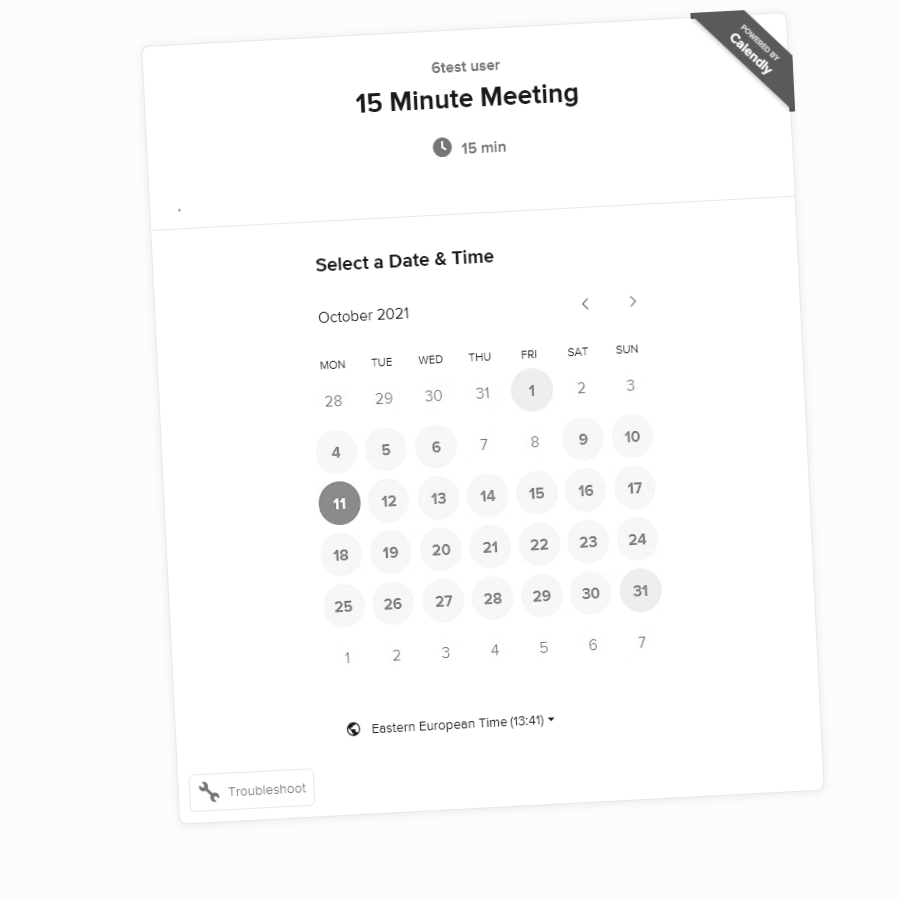 POWERED BY
Calendly
6test user
15 Minute Meeting
15 min
.
Select a Date & Time
October 2021
MON TUE WED THU FRI SAT SUN
28 29 30 31 1 2 3
4 5 6 7 8 9 10
11 12 13 14 15 16 17
18 19 20 21 22 23 24
25 26 27 28 29 30 31
1 2 3 4 5 6 7
Eastern European Time (13:41)
Troubleshoot